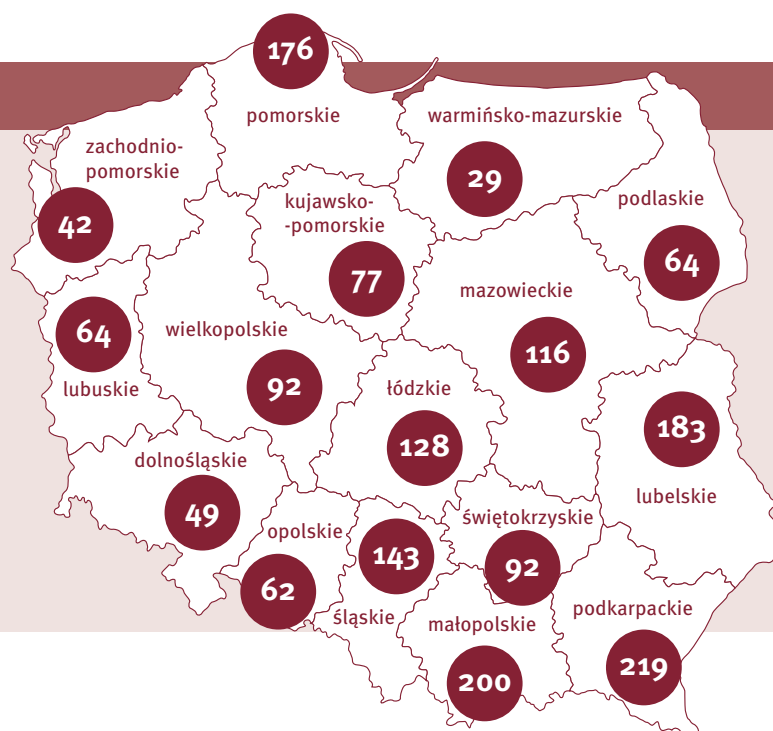 176
pomorskie
warmińsko-mazurskie
29
zachodnio-
pomorskie
42
kujawsko-
-pomorskie
77
podlaskie
64
mazowieckie
116
64
lubuskie
wielkopolskie
92
łódzkie
128
183
lubelskie
dolnośląskie
49
opolskie
62
143
śląskie
świętokrzyskie
92
małopolskie
200
podkarpackie
219